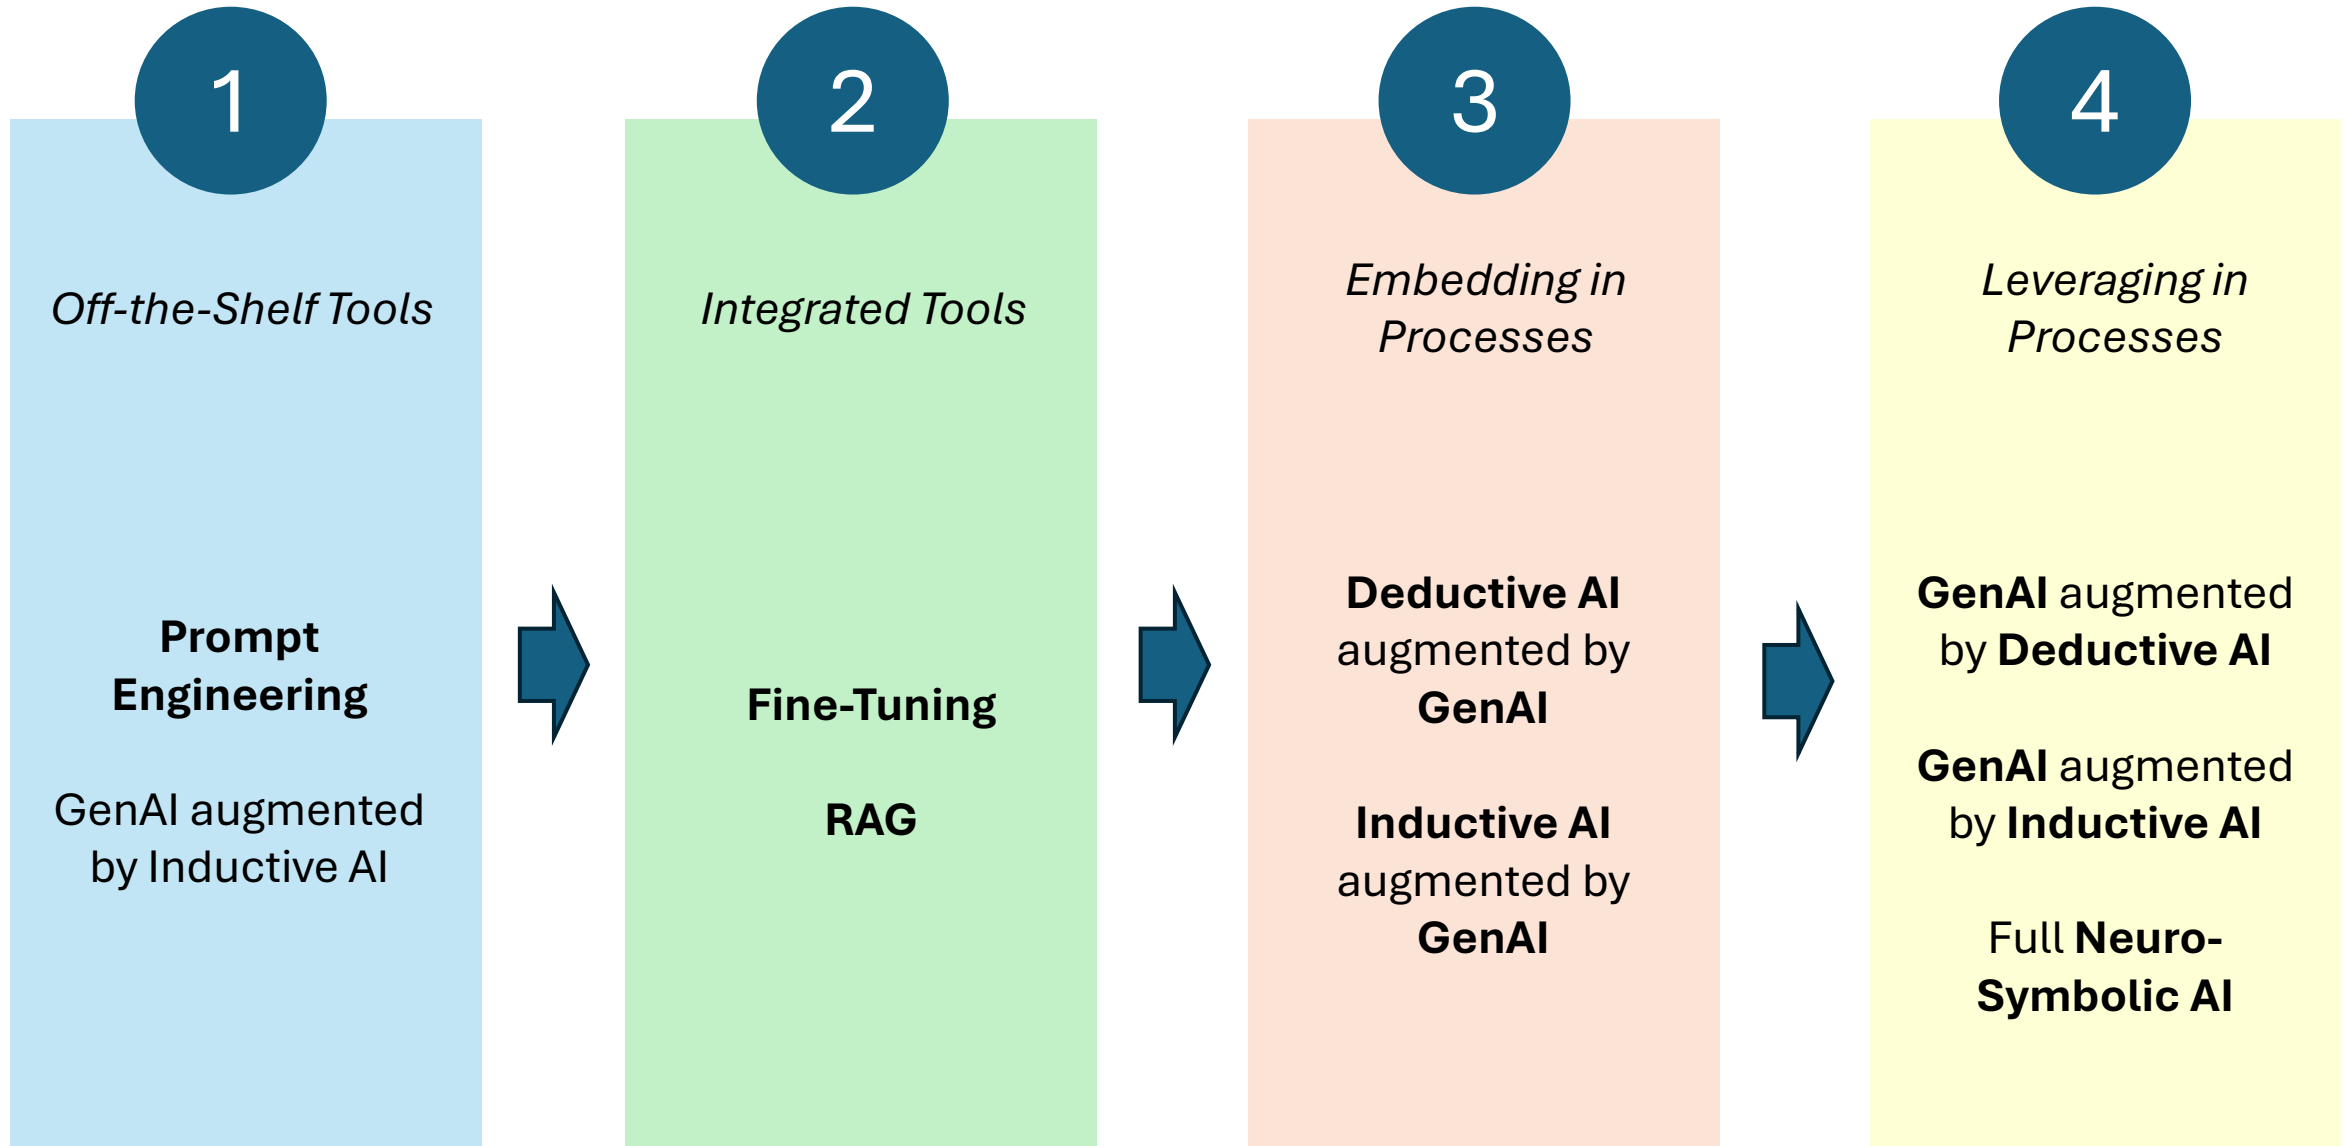 1
Off-the-Shelf Tools
Prompt
Engineering
GenAI augmented
by Inductive AI
2
Integrated Tools
Fine-Tuning
RAG
3
Embedding in
Processes
Deductive AI
augmented by
GenAI
Inductive AI
augmented by
GenAI
4
Leveraging in
Processes
GenAI augmented
by Deductive AI
GenAI augmented
by Inductive AI
Full Neuro-
Symbolic AI